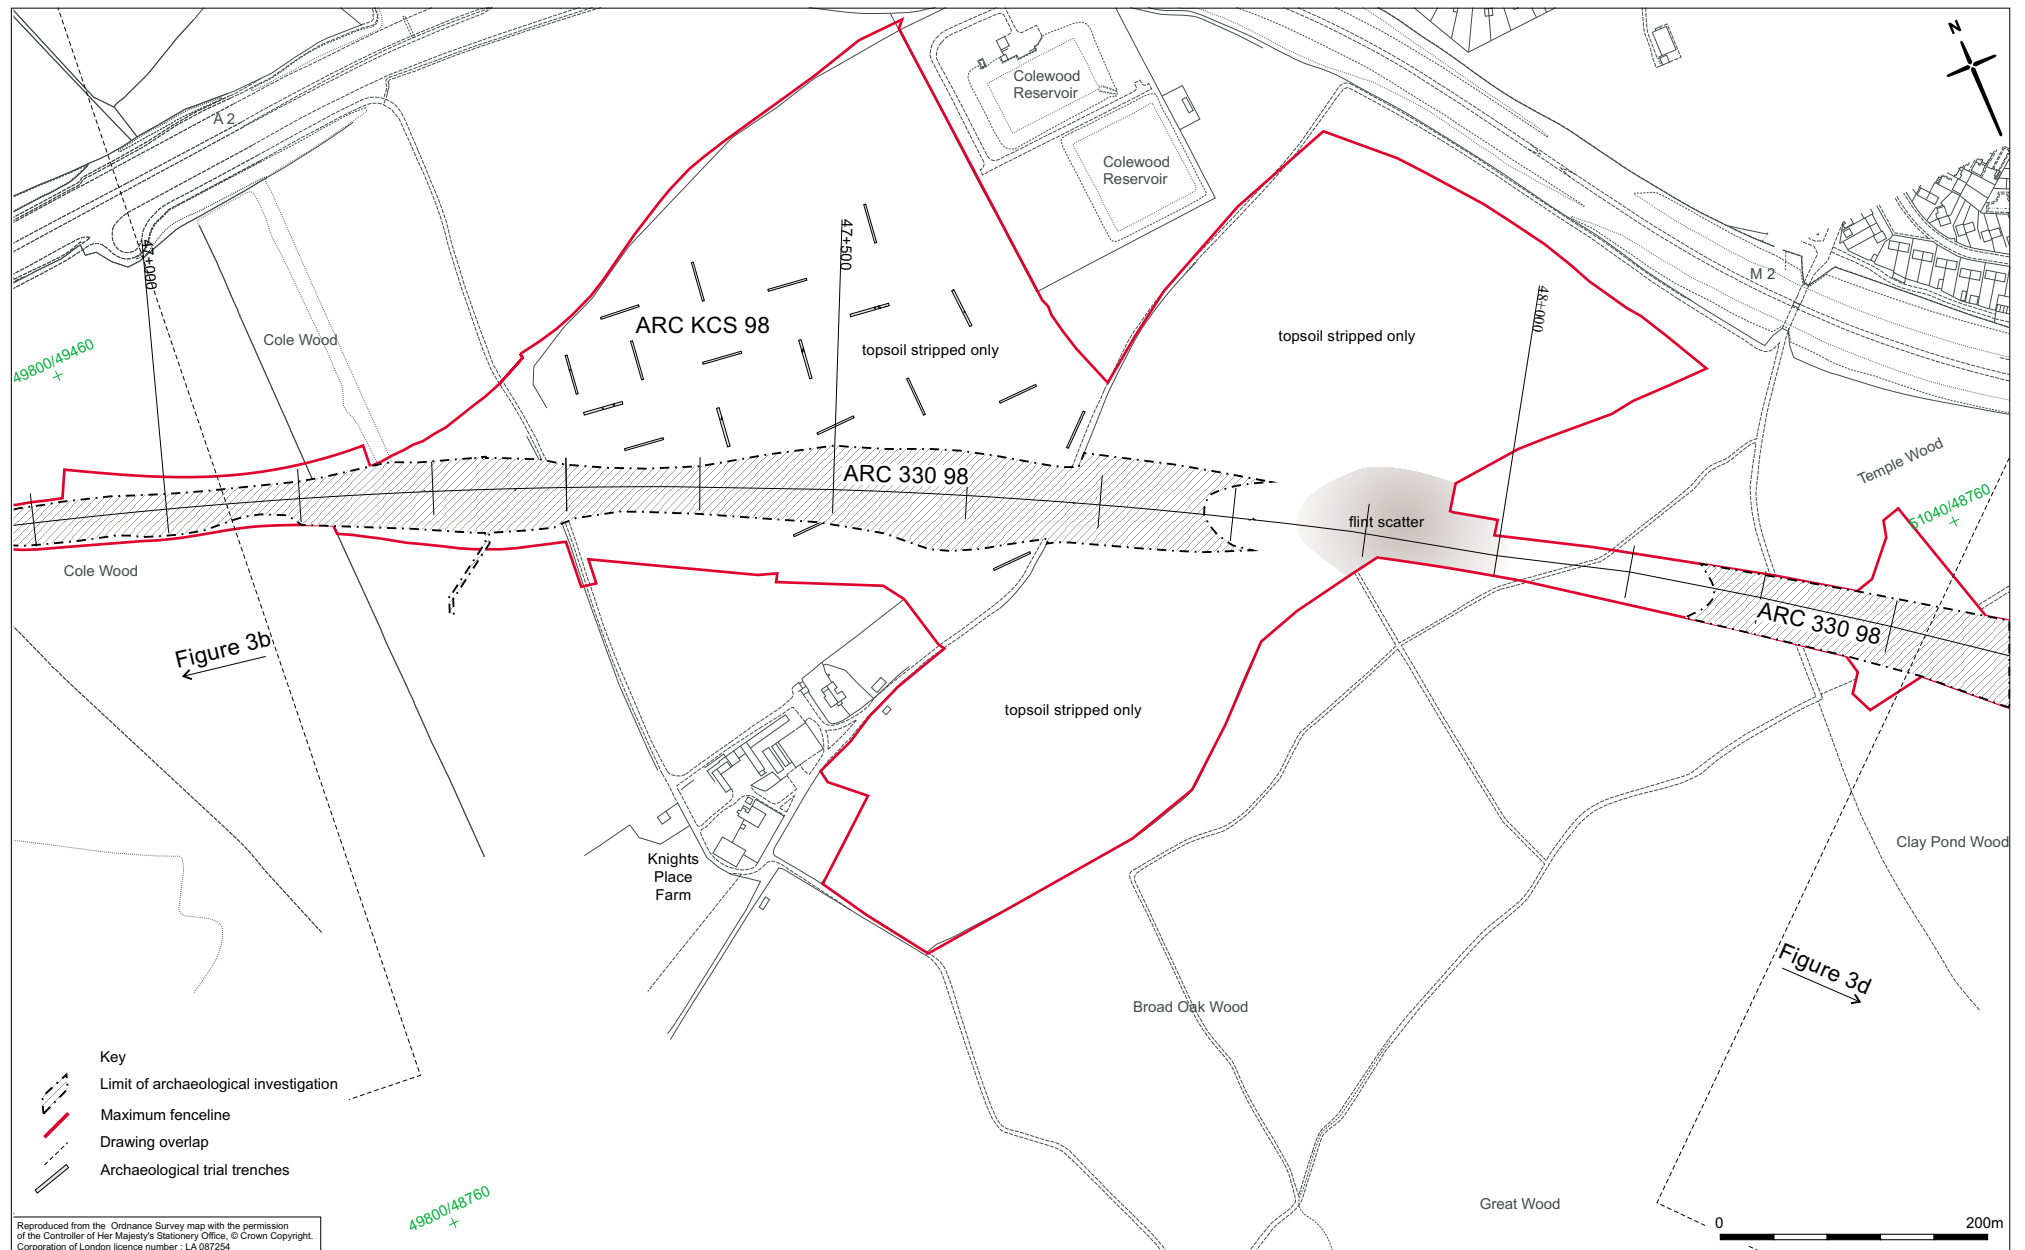 N
A 2
Colewood
Reservoir
Colewood
Reservoir
47+000
47+500
M 2
48+000
49800/49460
Cole Wood
ARC KCS 98
topsoil stripped only
topsoil stripped only
ARC 330 98
Temple Wood
51040/48760
flint scatter
Cole Wood
ARC 330 98
Figure 3b
topsoil stripped only
Knights
Place
Farm
Clay Pond Wood
Figure 3d
Broad Oak Wood
Key
Limit of archaeological investigation
Maximum fenceline
Drawing overlap
Archaeological trial trenches
49800/48760
Great Wood
0 200m
Reproduced from the Ordnance Survey map with the permission
of the Controller of Her Majesty's Stationery Office, © Crown Copyright.
Corporation of London licence number : LA 087254